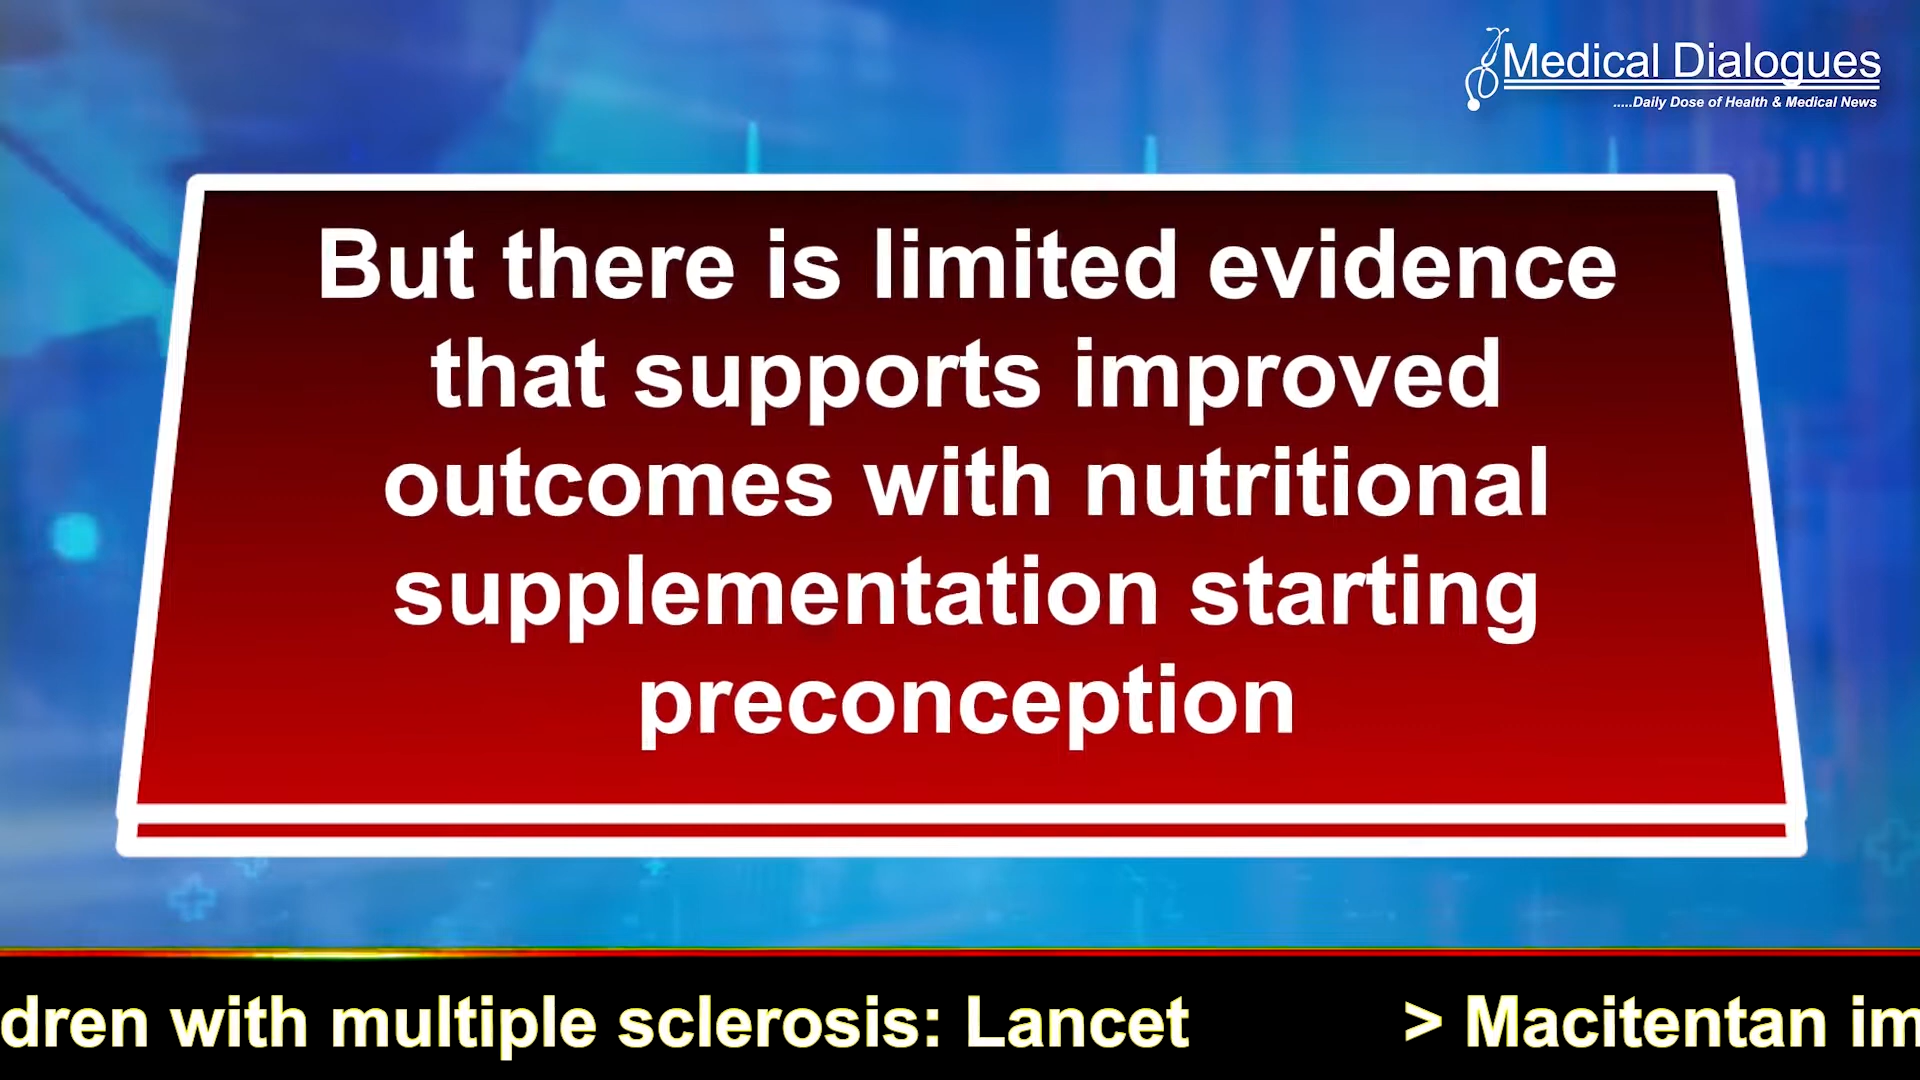 Medical Dialogues
.....Daily Dose of Health & Medical News
But there is limited evidence
that supports improved
outcomes with nutritional
supplementation starting
preconception
dren with multiple sclerosis: Lancet > Macitentan im